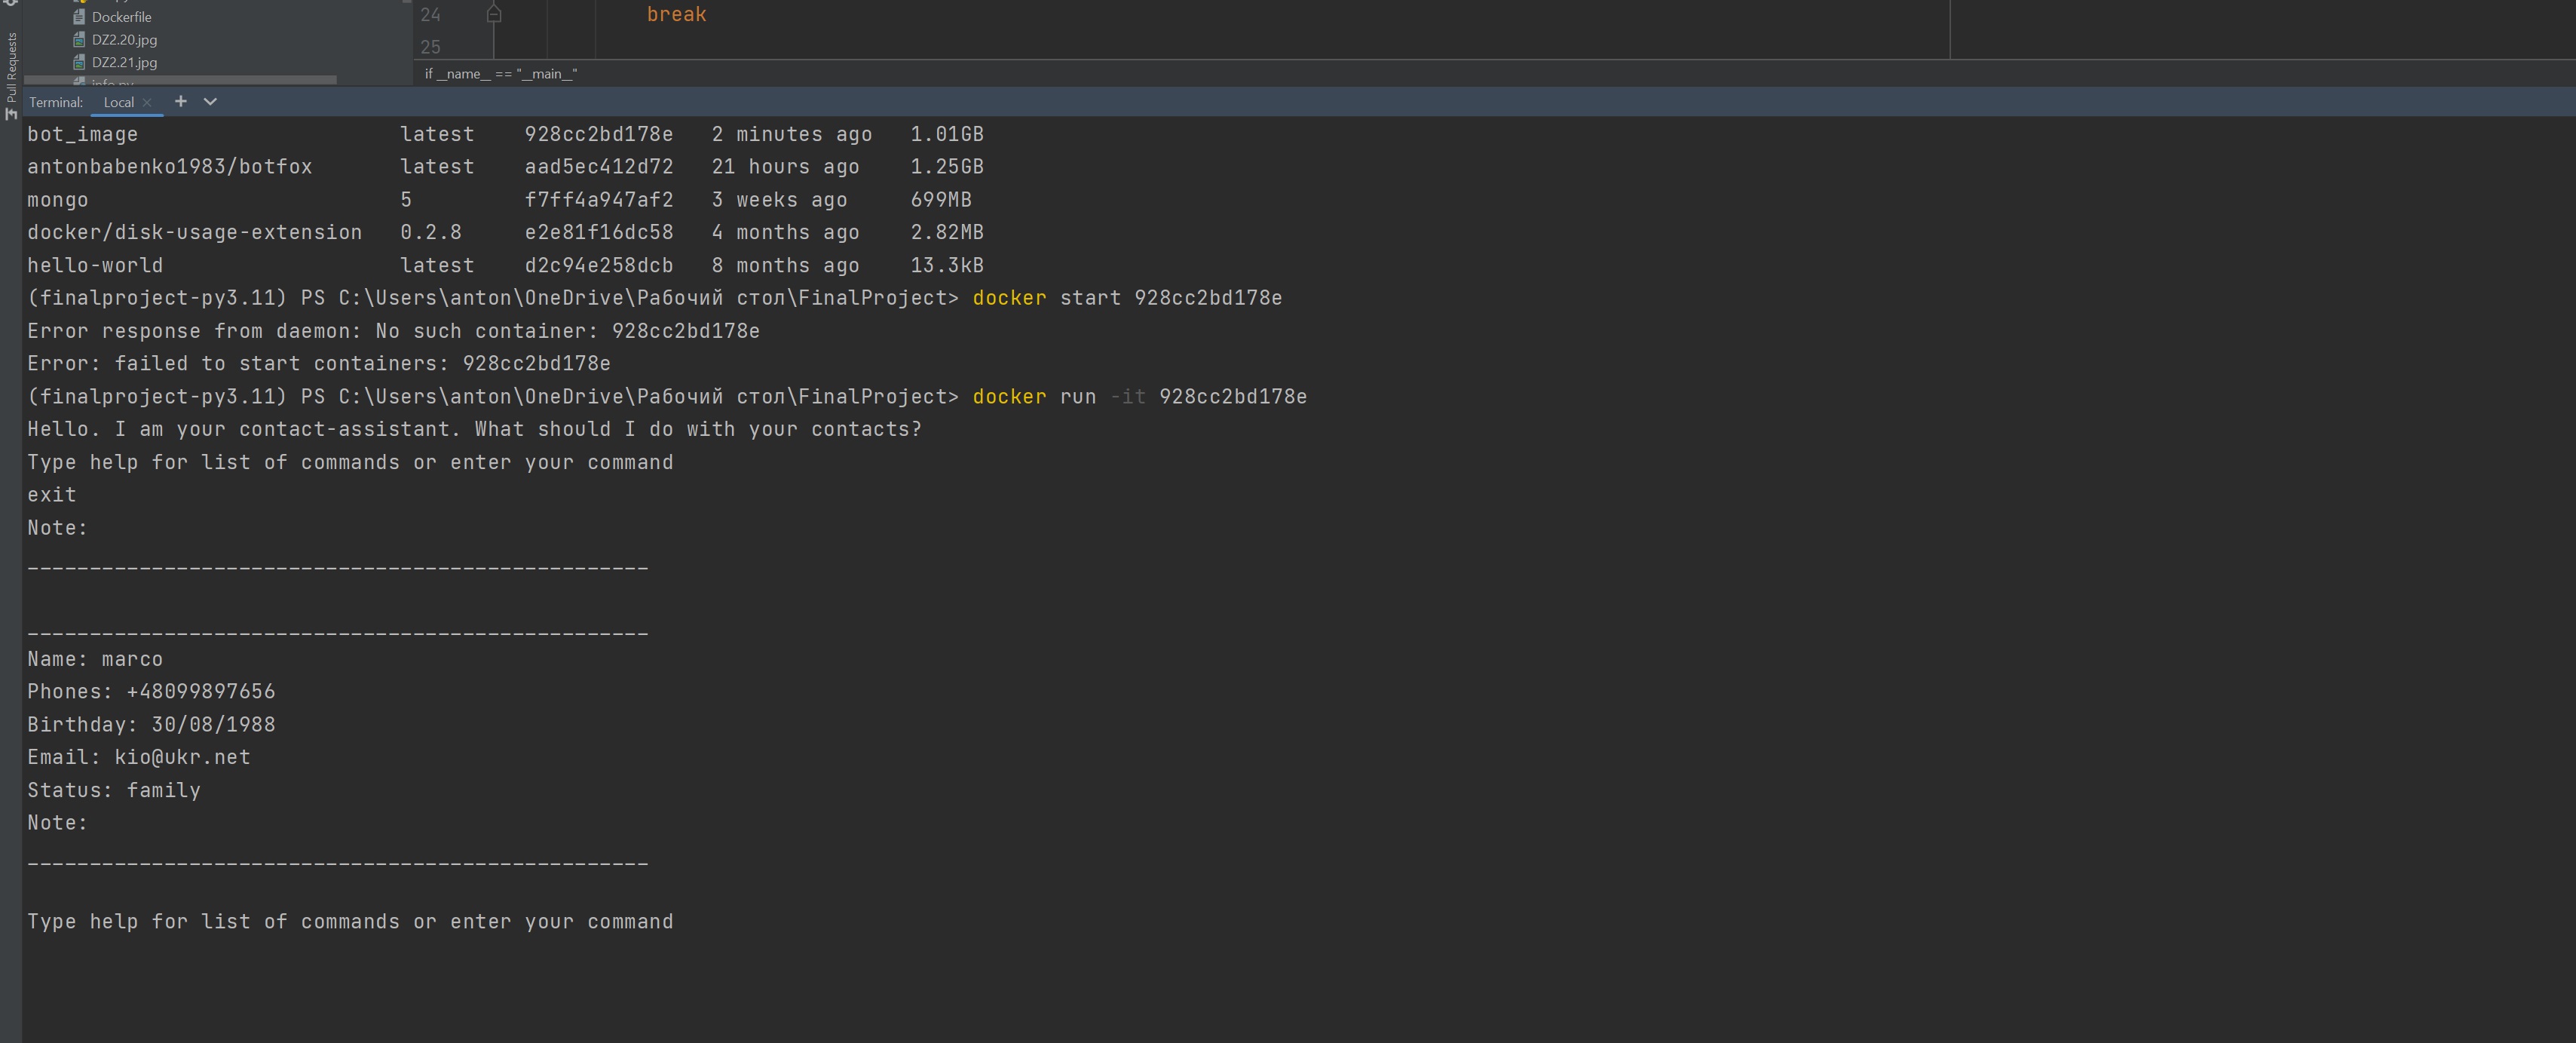 Dockerfile
DZ2.20.jpg
DZ2.21.jpg
Pull Requests
24 break
25
if __name__ == "__main__"
Terminal: Local
bot_image latest 928cc2bd178e 2 minutes ago 1.01GB
antonbabenko1983/botfox latest aad5ec412d72 21 hours ago 1.25GB
mongo 5 f7ff4a947af2 3 weeks ago 699MB
docker/disk-usage-extension 0.2.8 e2e81f16dc58 4 months ago 2.82MB
hello-world latest d2c94e258dcb 8 months ago 13.3kB
(finalproject-py3.11) PS C:\Users\anton\OneDrive\Рабочий стол\FinalProject> docker start 928cc2bd178e
Error response from daemon: No such container: 928cc2bd178e
Error: failed to start containers: 928cc2bd178e
(finalproject-py3.11) PS C:\Users\anton\OneDrive\Рабочий стол\FinalProject> docker run -it 928cc2bd178e
Hello. I am your contact-assistant. What should I do with your contacts?
Type help for list of commands or enter your command
exit
Note:
__________________________________________________
__________________________________________________
Name: marco
Phones: +48099897656
Birthday: 30/08/1988
Email: kio@ukr.net
Status: family
Note:
__________________________________________________
Type help for list of commands or enter your command